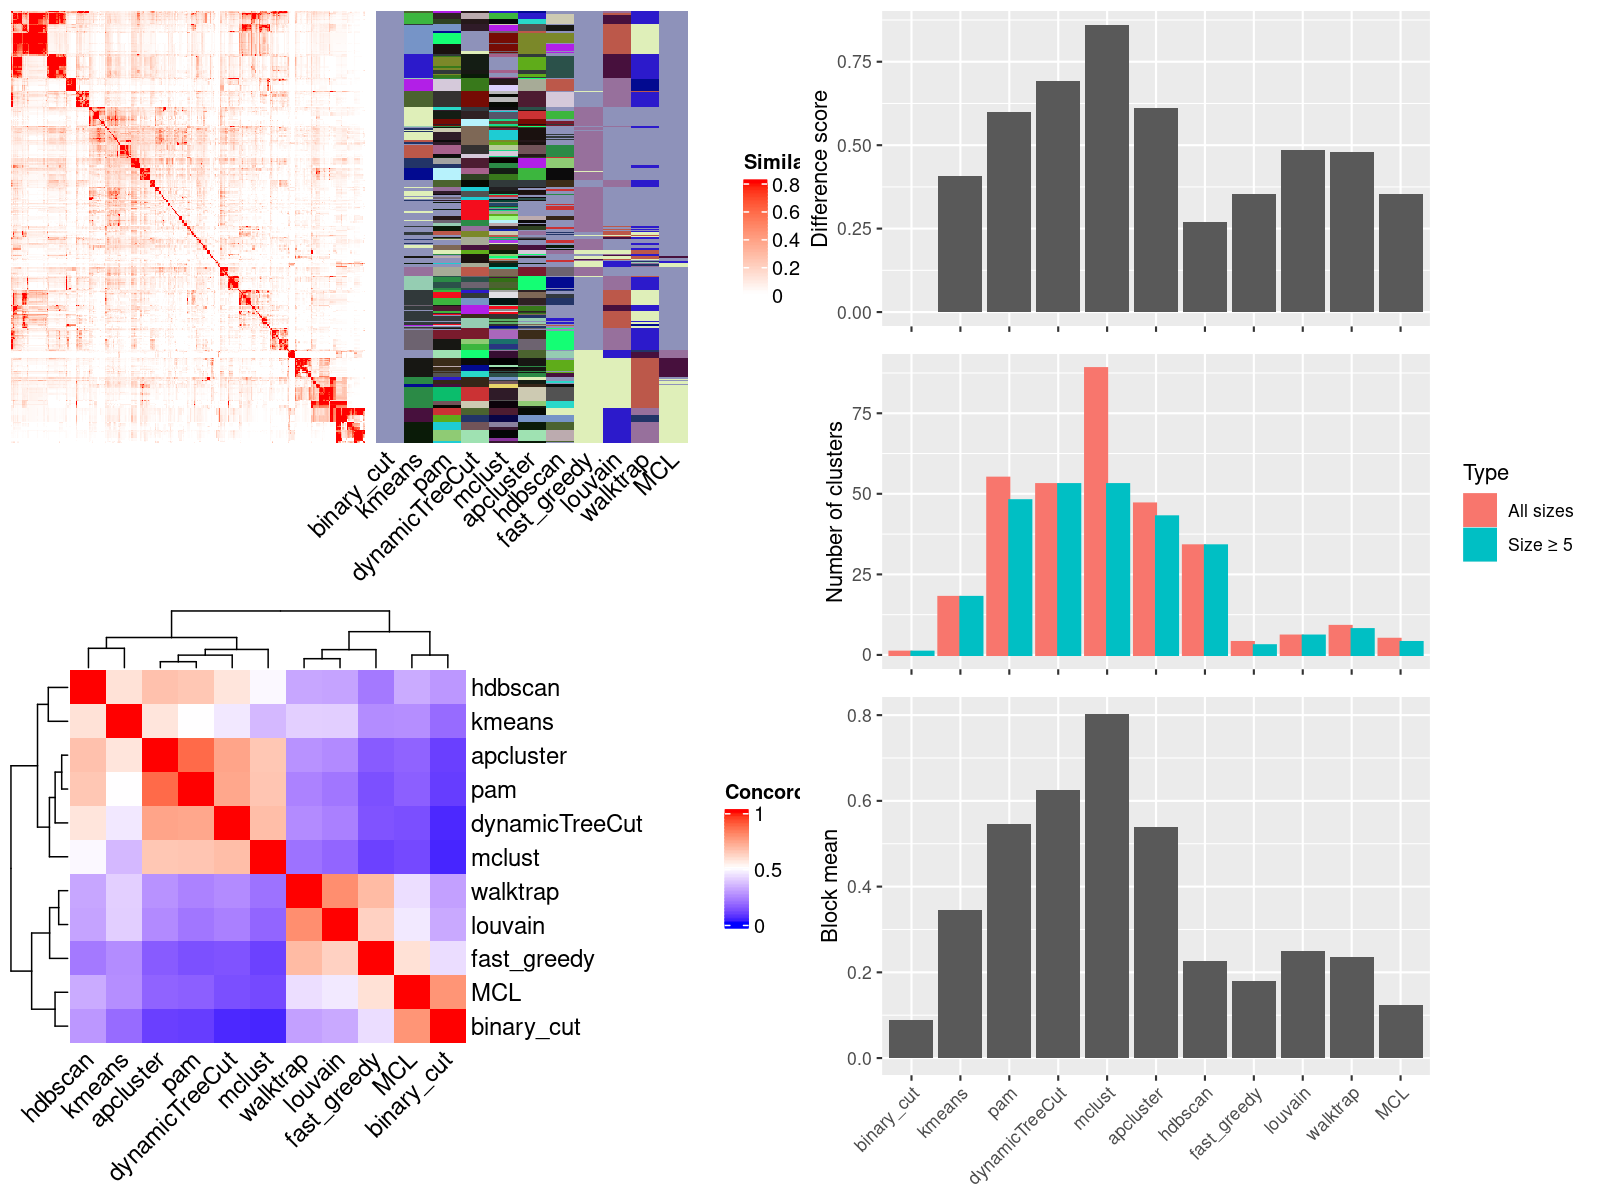 Simila
0.8
0.6
0.4
0.2
0
binary_cut
kmeans
pam
dynamicTreeCut
mclust
apcluster
hdbscan
fast_greedy
louvain
walktrap
MCL
Difference score
0.75
0.50
0.25
0.00
Number of clusters
75
50
25
0
Type
All sizes
Size ≥ 5
hdbscan
kmeans
apcluster
pam
dynamicTreeCut
mclust
walktrap
louvain
fast_greedy
MCL
binary_cut
hdbscan
kmeans
apcluster
pam
dynamicTreeCut
mclust
walktrap
louvain
fast_greedy
MCL
binary_cut
Concord
1
0.5
0
Block mean
0.8
0.6
0.4
0.2
0.0
binary_cut
kmeans
pam
dynamicTreeCut
mclust
apcluster
hdbscan
fast_greedy
louvain
walktrap
MCL